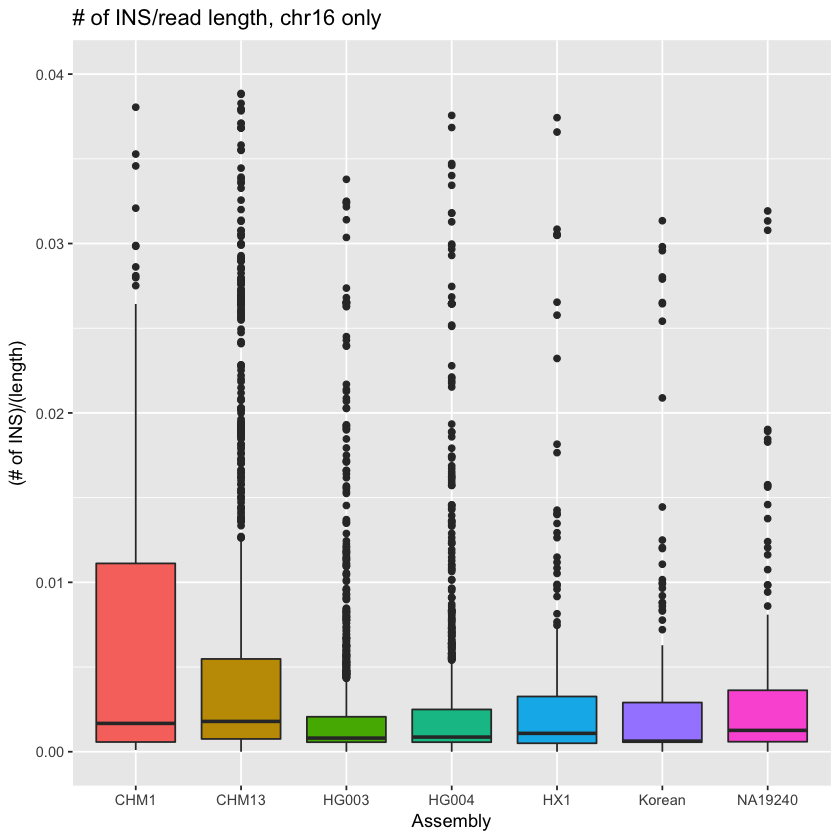 # of INS/read length, chr16 only
0.04
0.03
0.02
0.01
0.00
(# of INS)/(length)
CHM1 CHM13 HG003 HG004 HX1 Korean NA19240
Assembly